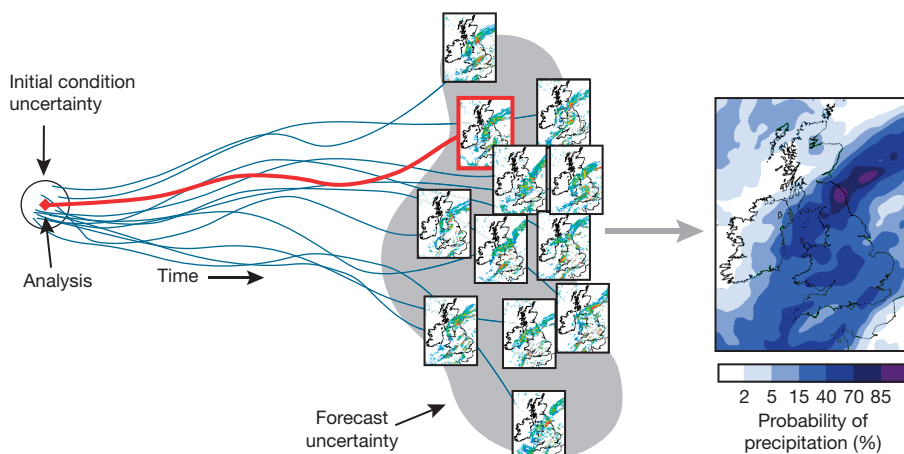 Initial condition
uncertainty
Analysis
Time
Forecast
uncertainty
2 5 15 40 70 85
Probability of
precipitation (%)